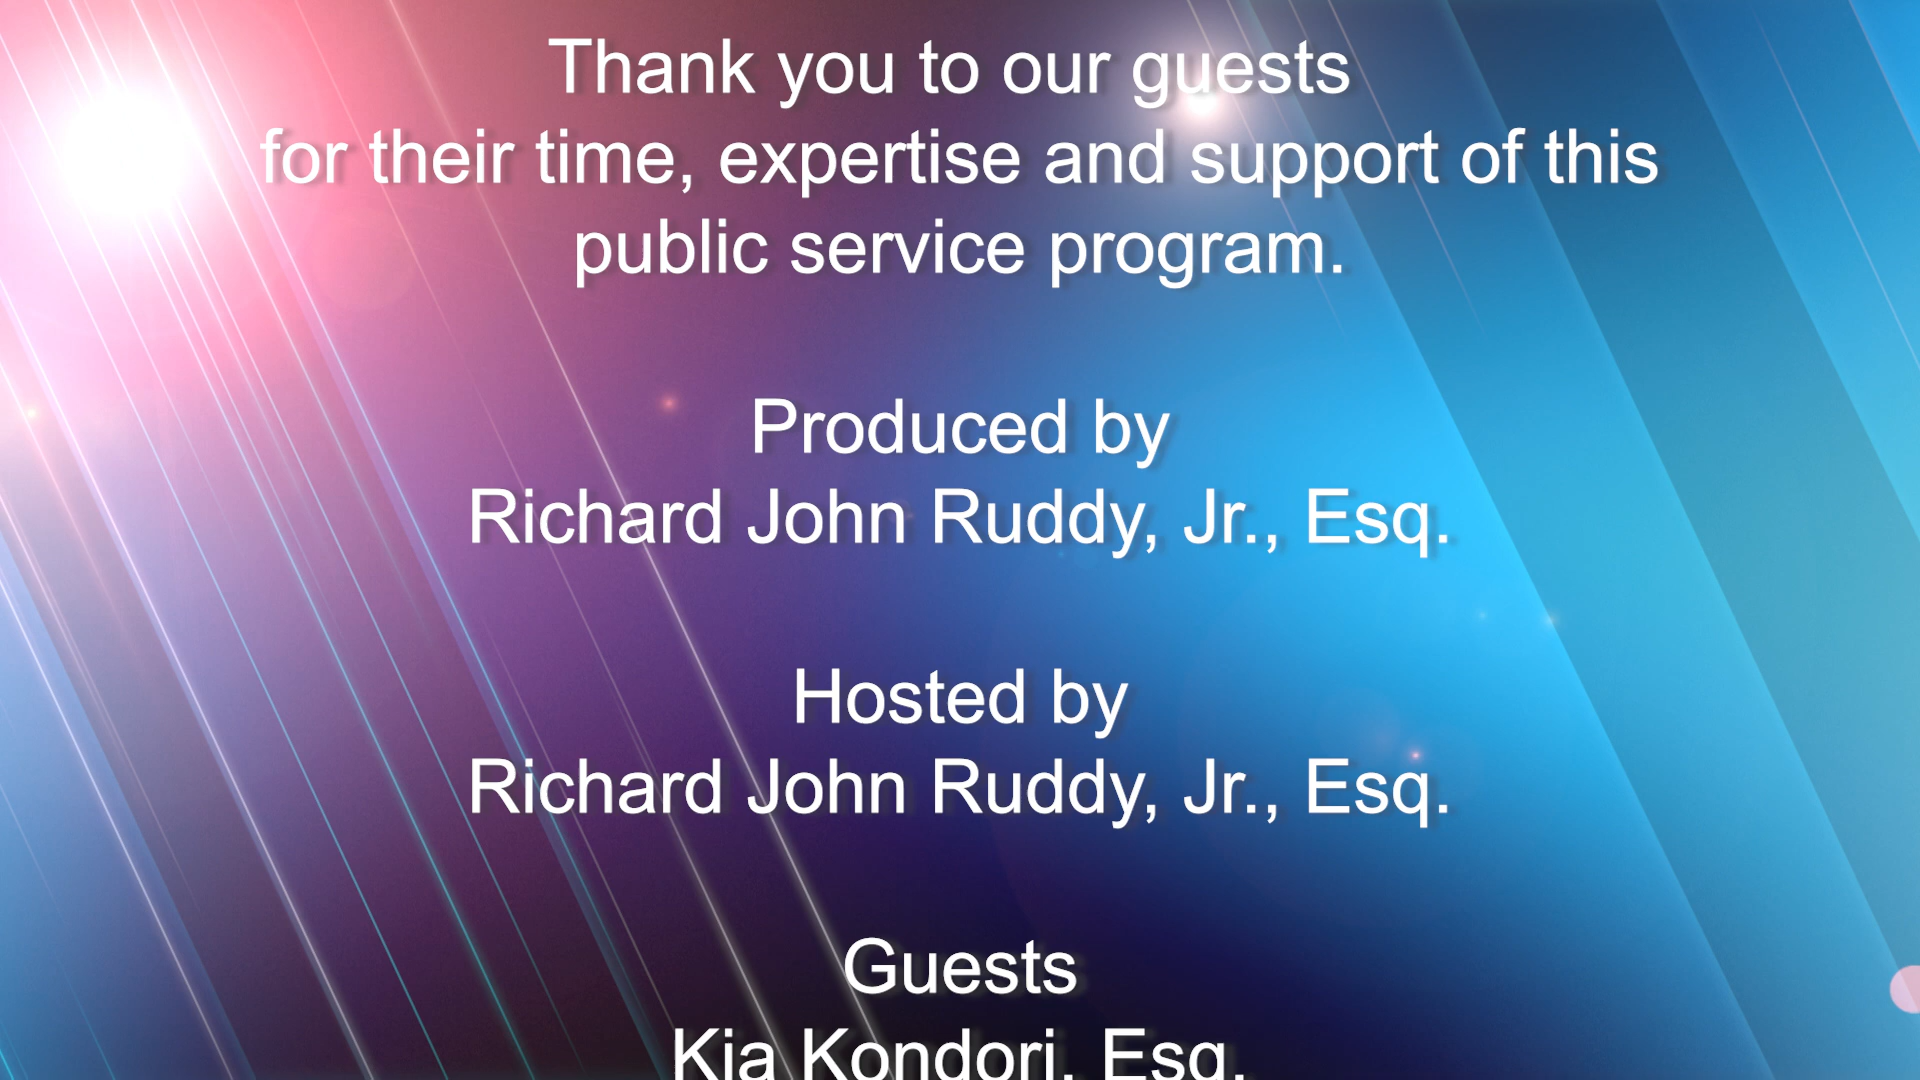 Thank you to our guests
for their time, expertise and support of this
public service program.
Produced by
Richard John Ruddy, Jr., Esq.
Hosted by
Richard John Ruddy, Jr., Esq.
Guests
Kia Kondori, Esq.